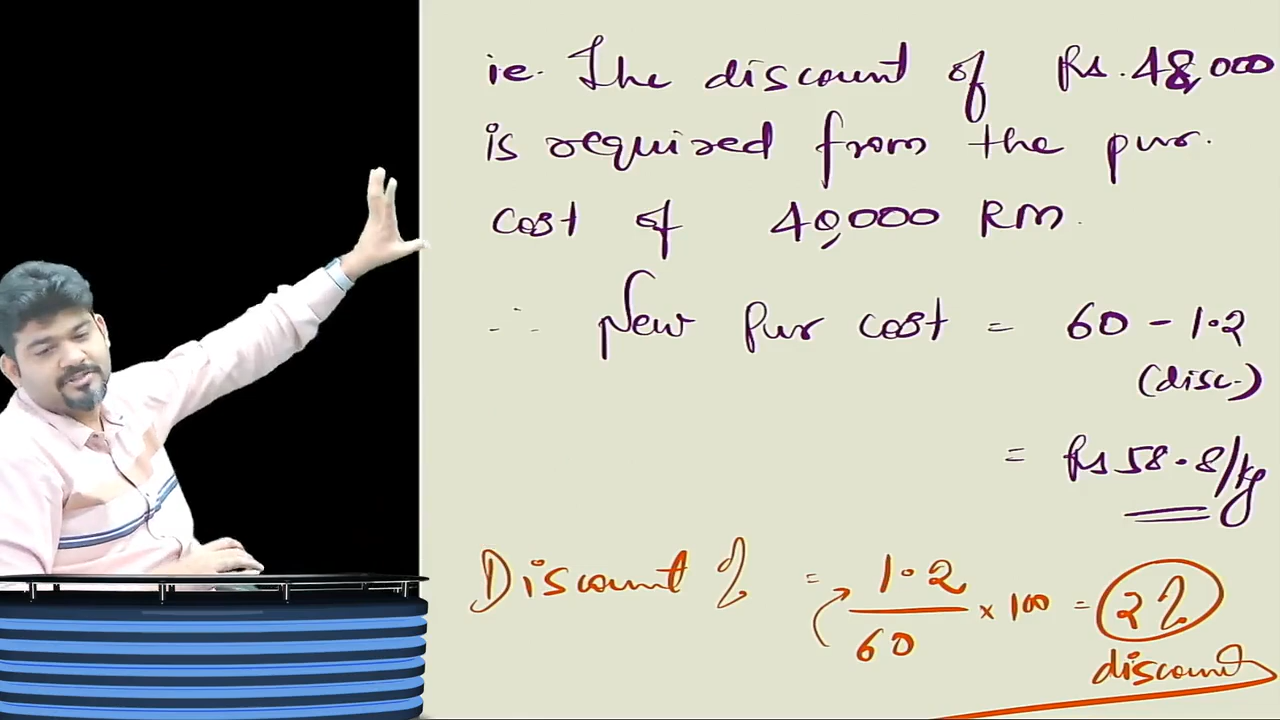 ie. The discount of Rs. 48,000
is required from the pur.
cost of 40,000 RM.
∴ New Pur cost = 60 - 1.2
(disc.)
= Rs 58.8/kg
Discount % = 1.2/60 x 100 = 2%
discount